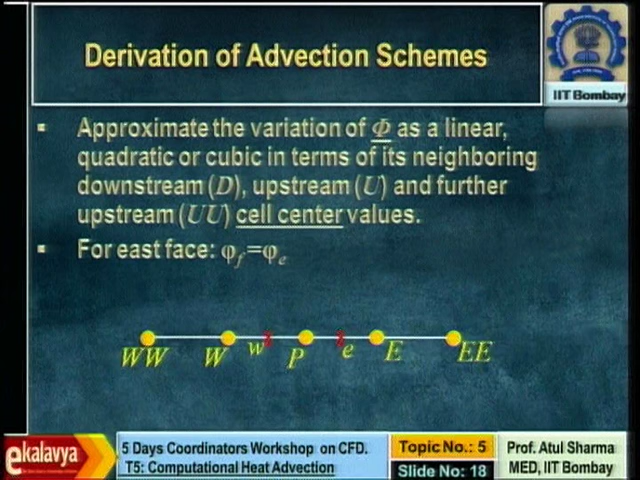 Derivation of Advection Schemes
IIT Bombay
▪ Approximate the variation of Φ as a linear,
quadratic or cubic in terms of its neighboring
downstream (D), upstream (U) and further
upstream (UU) cell center values.
▪ For east face: φf=φe
WW W w P e E EE
ekalavya
5 Days Coordinators Workshop on CFD.
T5: Computational Heat Advection
Topic No.: 5
Slide No: 18
Prof. Atul Sharma
MED, IIT Bombay